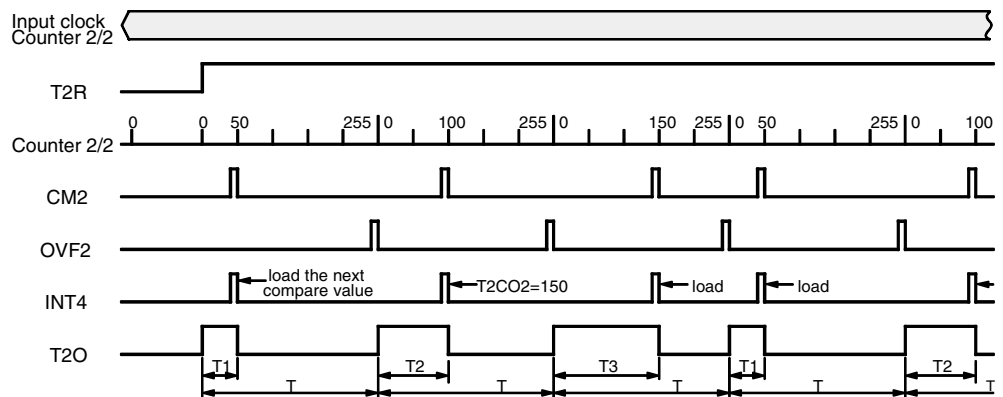 Input clock
Counter 2/2
T2R
0 0 50 255 0 100 255 0 150 255 0 50 255 0 100
Counter 2/2
CM2
OVF2
load the next
compare value
T2CO2=150
load
load
INT4
T2O
T1 T2 T3 T1 T2
T T T T T